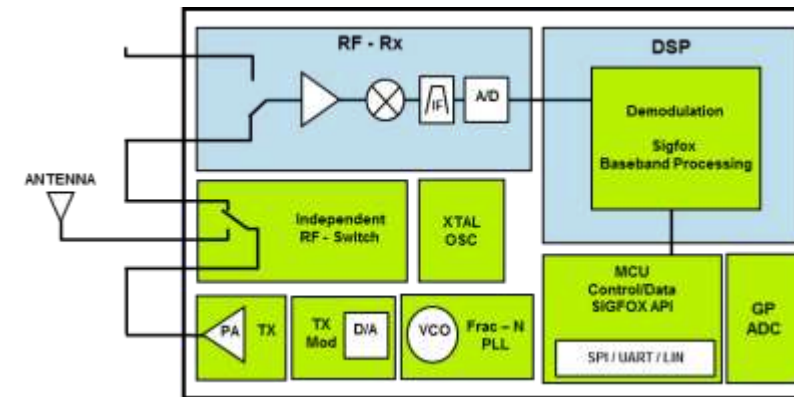 RF - Rx
DSP
IF
A/D
Demodulation
Sigfox
Baseband Processing
ANTENNA
Independent
RF - Switch
XTAL
OSC
MCU
Control/Data
SIGFOX API
SPI / UART / LIN
GP
ADC
PA
TX
TX
Mod
D/A
VCO
Frac – N
PLL